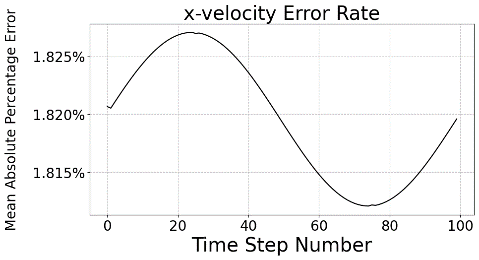 x-velocity Error Rate
Mean Absolute Percentage Error
1.825%
1.820%
1.815%
0 20 40 60 80 100
Time Step Number